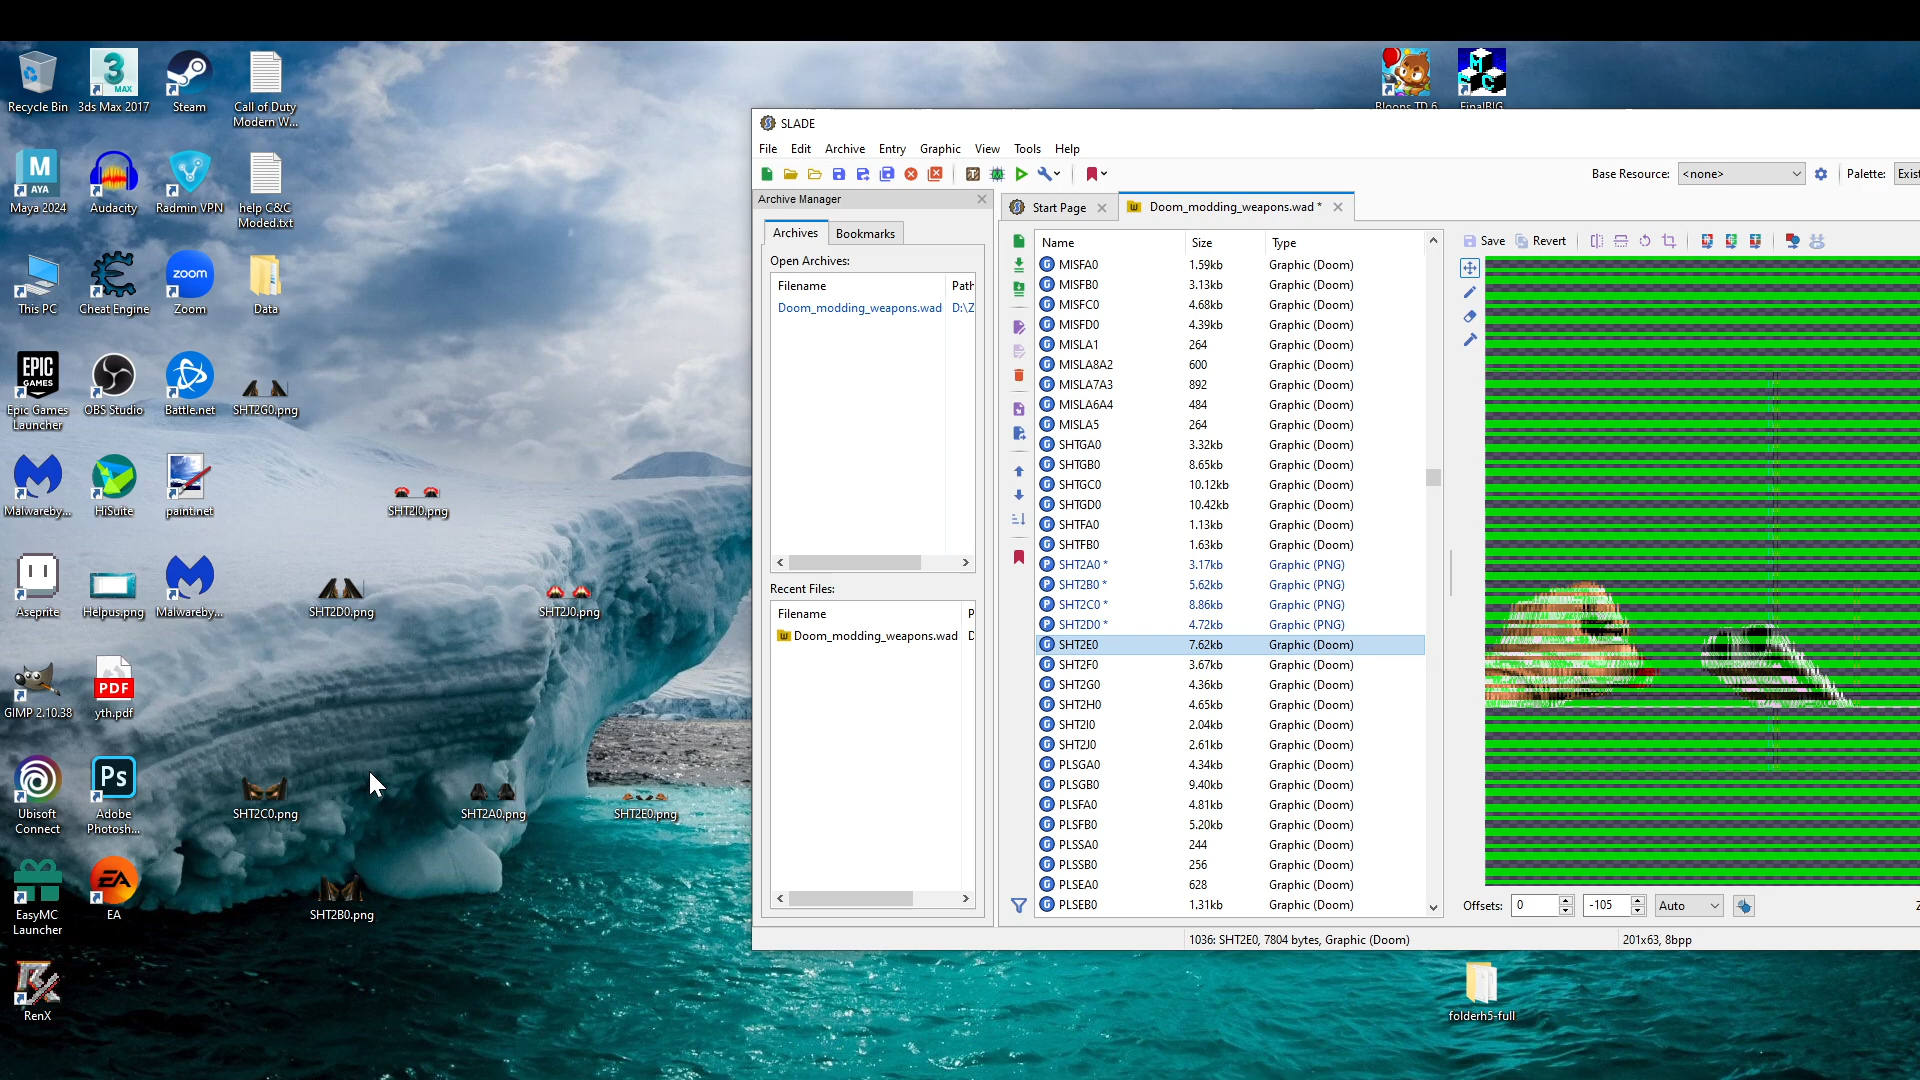 Recycle Bin
3ds Max 2017
Steam
Call of Duty
Modern W...
Maya 2024
Audacity
Radmin VPN
help C&C
Moded.txt
This PC
Cheat Engine
Zoom
Data
Epic Games
Launcher
OBS Studio
Battle.net
SHT2G0.png
Malwareby...
HiSuite
paint.net
SHT2I0.png
Aseprite
Helpus.png
Malwareby...
SHT2D0.png
SHT2J0.png
GIMP 2.10.38
yth.pdf
Ubisoft
Connect
Adobe
Photosh...
SHT2C0.png
SHT2A0.png
SHT2E0.png
EasyMC
Launcher
EA
SHT2B0.png
RenX
Bloons TD 6
FinalBIG
SLADE
File Edit Archive Entry Graphic View Tools Help
Base Resource: <none> Palette: Exist
Archive Manager
Start Page
Doom_modding_weapons.wad *
Archives Bookmarks
Open Archives:
Filename Path
Doom_modding_weapons.wad D:\Z
Recent Files:
Filename P
Doom_modding_weapons.wad D
Name Size Type
MISFA0 1.59kb Graphic (Doom)
MISFB0 3.13kb Graphic (Doom)
MISFC0 4.68kb Graphic (Doom)
MISFD0 4.39kb Graphic (Doom)
MISLA1 264 Graphic (Doom)
MISLA8A2 600 Graphic (Doom)
MISLA7A3 892 Graphic (Doom)
MISLA6A4 484 Graphic (Doom)
MISLA5 264 Graphic (Doom)
SHTGA0 3.32kb Graphic (Doom)
SHTGB0 8.65kb Graphic (Doom)
SHTGC0 10.12kb Graphic (Doom)
SHTGD0 10.42kb Graphic (Doom)
SHTFA0 1.13kb Graphic (Doom)
SHTFB0 1.63kb Graphic (Doom)
SHT2A0 * 3.17kb Graphic (PNG)
SHT2B0 * 5.62kb Graphic (PNG)
SHT2C0 * 8.86kb Graphic (PNG)
SHT2D0 * 4.72kb Graphic (PNG)
SHT2E0 7.62kb Graphic (Doom)
SHT2F0 3.67kb Graphic (Doom)
SHT2G0 4.36kb Graphic (Doom)
SHT2H0 4.65kb Graphic (Doom)
SHT2I0 2.04kb Graphic (Doom)
SHT2J0 2.61kb Graphic (Doom)
PLSGA0 4.34kb Graphic (Doom)
PLSGB0 9.40kb Graphic (Doom)
PLSFA0 4.81kb Graphic (Doom)
PLSFB0 5.20kb Graphic (Doom)
PLSSA0 244 Graphic (Doom)
PLSSB0 256 Graphic (Doom)
PLSEA0 628 Graphic (Doom)
PLSEB0 1.31kb Graphic (Doom)
Save Revert
Offsets: 0 -105 Auto
1036: SHT2E0, 7804 bytes, Graphic (Doom)
201x63, 8bpp
folderh5-full